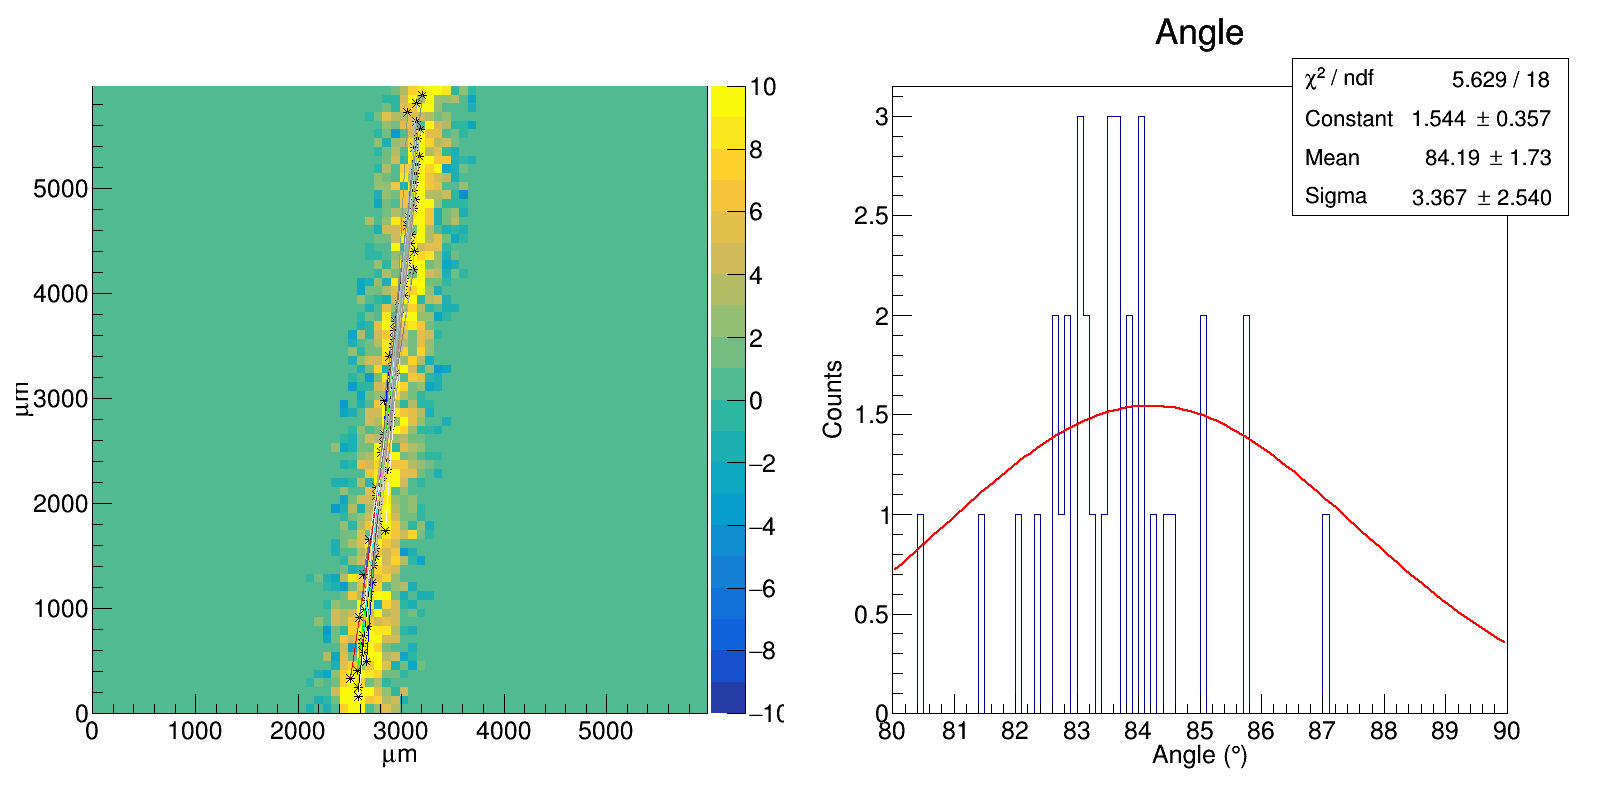 Angle
χ² / ndf 5.629 / 18
Constant 1.544 ± 0.357
Mean 84.19 ± 1.73
Sigma 3.367 ± 2.540
10
8
6
4
2
0
−2
−4
−6
−8
−10
5000
4000
3000
2000
1000
0
μm
0 1000 2000 3000 4000 5000
μm
3
2.5
2
1.5
1
0.5
0
Counts
80 81 82 83 84 85 86 87 88 89 90
Angle (°)